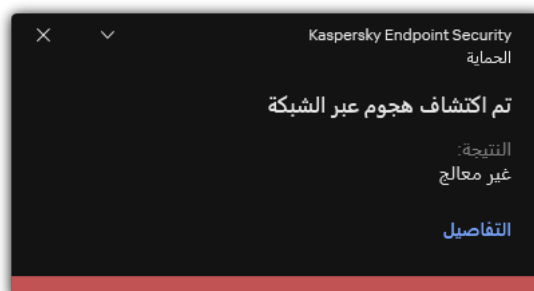 Kaspersky Endpoint Security
الحماية
تم اكتشاف هجوم عبر الشبكة
النتيجة:
غير معالج
التفاصيل